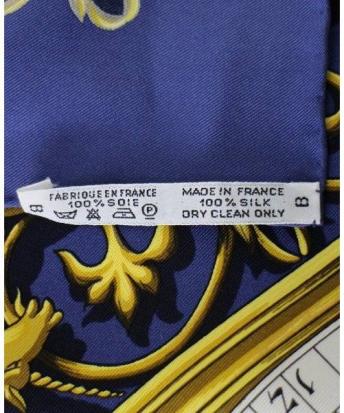 FABRIQUE EN FRANCE
100% SOIE
B
MADE IN FRANCE
100% SILK
DRY CLEAN ONLY
B